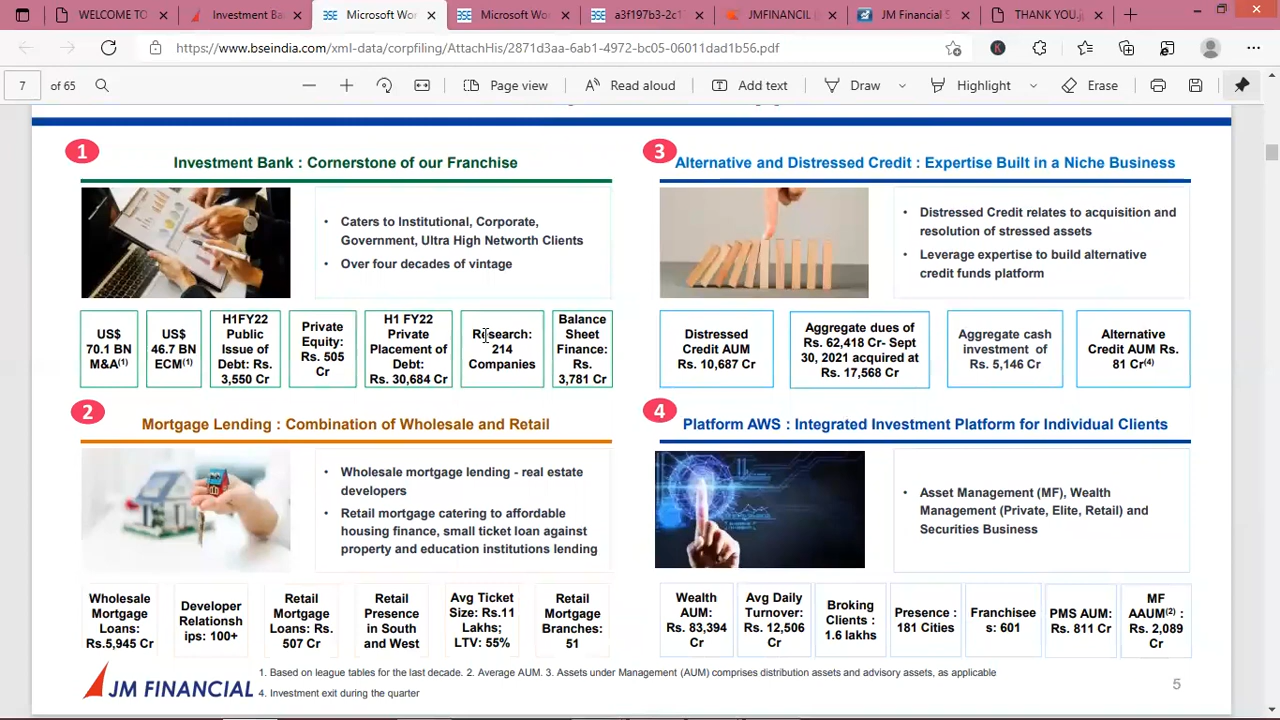 WELCOME TO
Investment Ba
Microsoft Wor
Microsoft Wo
a3f197b3-2c1
JMFINANCIL (
JM Financial S
THANK YOU.j
https://www.bseindia.com/xml-data/corpfiling/AttachHis/2871d3aa-6ab1-4972-bc05-06011dad1b56.pdf
7 of 65
Page view
Read aloud
Add text
Draw
Highlight
Erase
1
Investment Bank : Cornerstone of our Franchise
• Caters to Institutional, Corporate,
Government, Ultra High Networth Clients
• Over four decades of vintage
US$
70.1 BN
M&A(1)
US$
46.7 BN
ECM(1)
H1FY22
Public
Issue of
Debt: Rs.
3,550 Cr
Private
Equity:
Rs. 505
Cr
H1 FY22
Private
Placement of
Debt:
Rs. 30,684 Cr
Research:
214
Companies
Balance
Sheet
Finance:
Rs.
3,781 Cr
2
Mortgage Lending : Combination of Wholesale and Retail
• Wholesale mortgage lending - real estate
developers
• Retail mortgage catering to affordable
housing finance, small ticket loan against
property and education institutions lending
Wholesale
Mortgage
Loans:
Rs.5,945 Cr
Developer
Relationsh
ips: 100+
Retail
Mortgage
Loans: Rs.
507 Cr
Retail
Presence
in South
and West
Avg Ticket
Size: Rs.11
Lakhs;
LTV: 55%
Retail
Mortgage
Branches:
51
3
Alternative and Distressed Credit : Expertise Built in a Niche Business
• Distressed Credit relates to acquisition and
resolution of stressed assets
• Leverage expertise to build alternative
credit funds platform
Distressed
Credit AUM
Rs. 10,687 Cr
Aggregate dues of
Rs. 62,418 Cr- Sept
30, 2021 acquired at
Rs. 17,568 Cr
Aggregate cash
investment of
Rs. 5,146 Cr
Alternative
Credit AUM Rs.
81 Cr(4)
4
Platform AWS : Integrated Investment Platform for Individual Clients
• Asset Management (MF), Wealth
Management (Private, Elite, Retail) and
Securities Business
Wealth
AUM:
Rs. 83,394
Cr
Avg Daily
Turnover:
Rs. 12,506
Cr
Broking
Clients :
1.6 lakhs
Presence :
181 Cities
Franchisee
s: 601
PMS AUM:
Rs. 811 Cr
MF
AAUM(2) :
Rs. 2,089
Cr
JM FINANCIAL
1. Based on league tables for the last decade. 2. Average AUM. 3. Assets under Management (AUM) comprises distribution assets and advisory assets, as applicable
4. Investment exit during the quarter
5